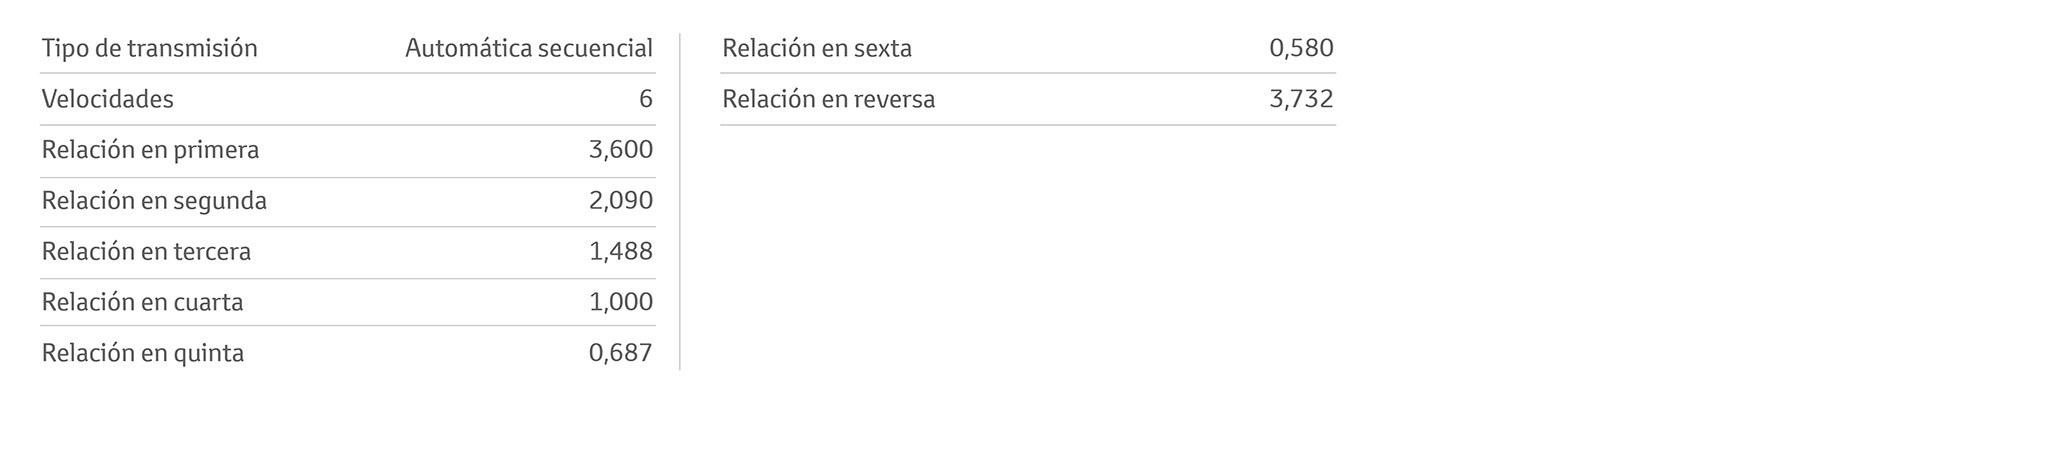 Tipo de transmisión Automática secuencial
Velocidades 6
Relación en primera 3,600
Relación en segunda 2,090
Relación en tercera 1,488
Relación en cuarta 1,000
Relación en quinta 0,687
Relación en sexta 0,580
Relación en reversa 3,732